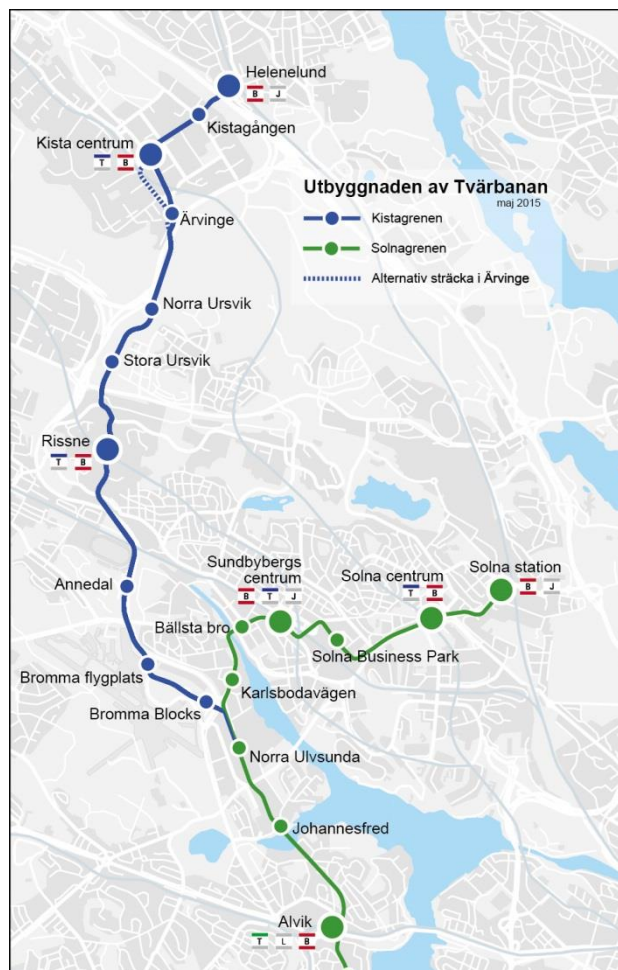 Helenelund
B J
Kistagången
Kista centrum
T B
Utbyggnaden av Tvärbanan
maj 2015
Kistagrenen
Solnagrenen
Alternativ sträcka i Ärvinge
Ärvinge
Norra Ursvik
Stora Ursvik
Rissne
T B
Sundbybergs
centrum
B T J
Solna centrum
T B
Solna station
B J
Annedal
Bällsta bro
Solna Business Park
Bromma flygplats
Karlsbodavägen
Bromma Blocks
Norra Ulvsunda
Johannesfred
Alvik
T L B